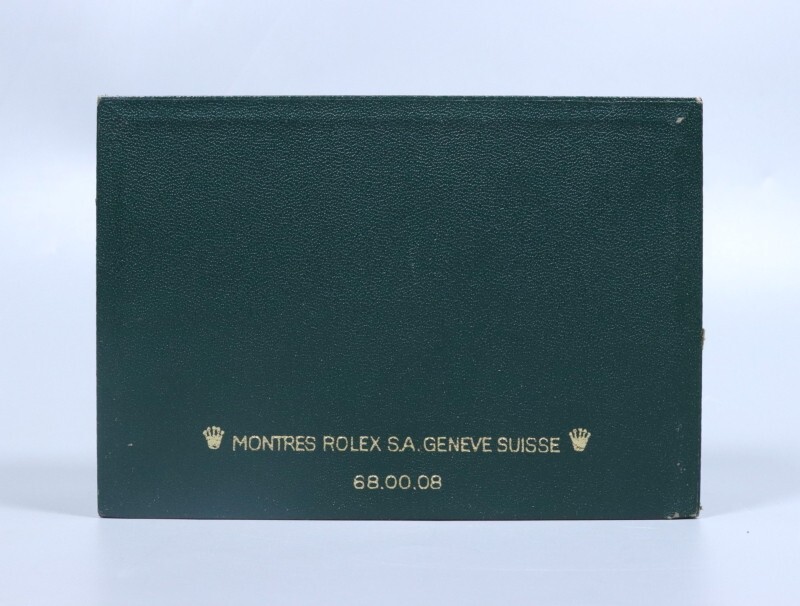 MONTRES ROLEX S.A. GENEVE SUISSE
68.00.08